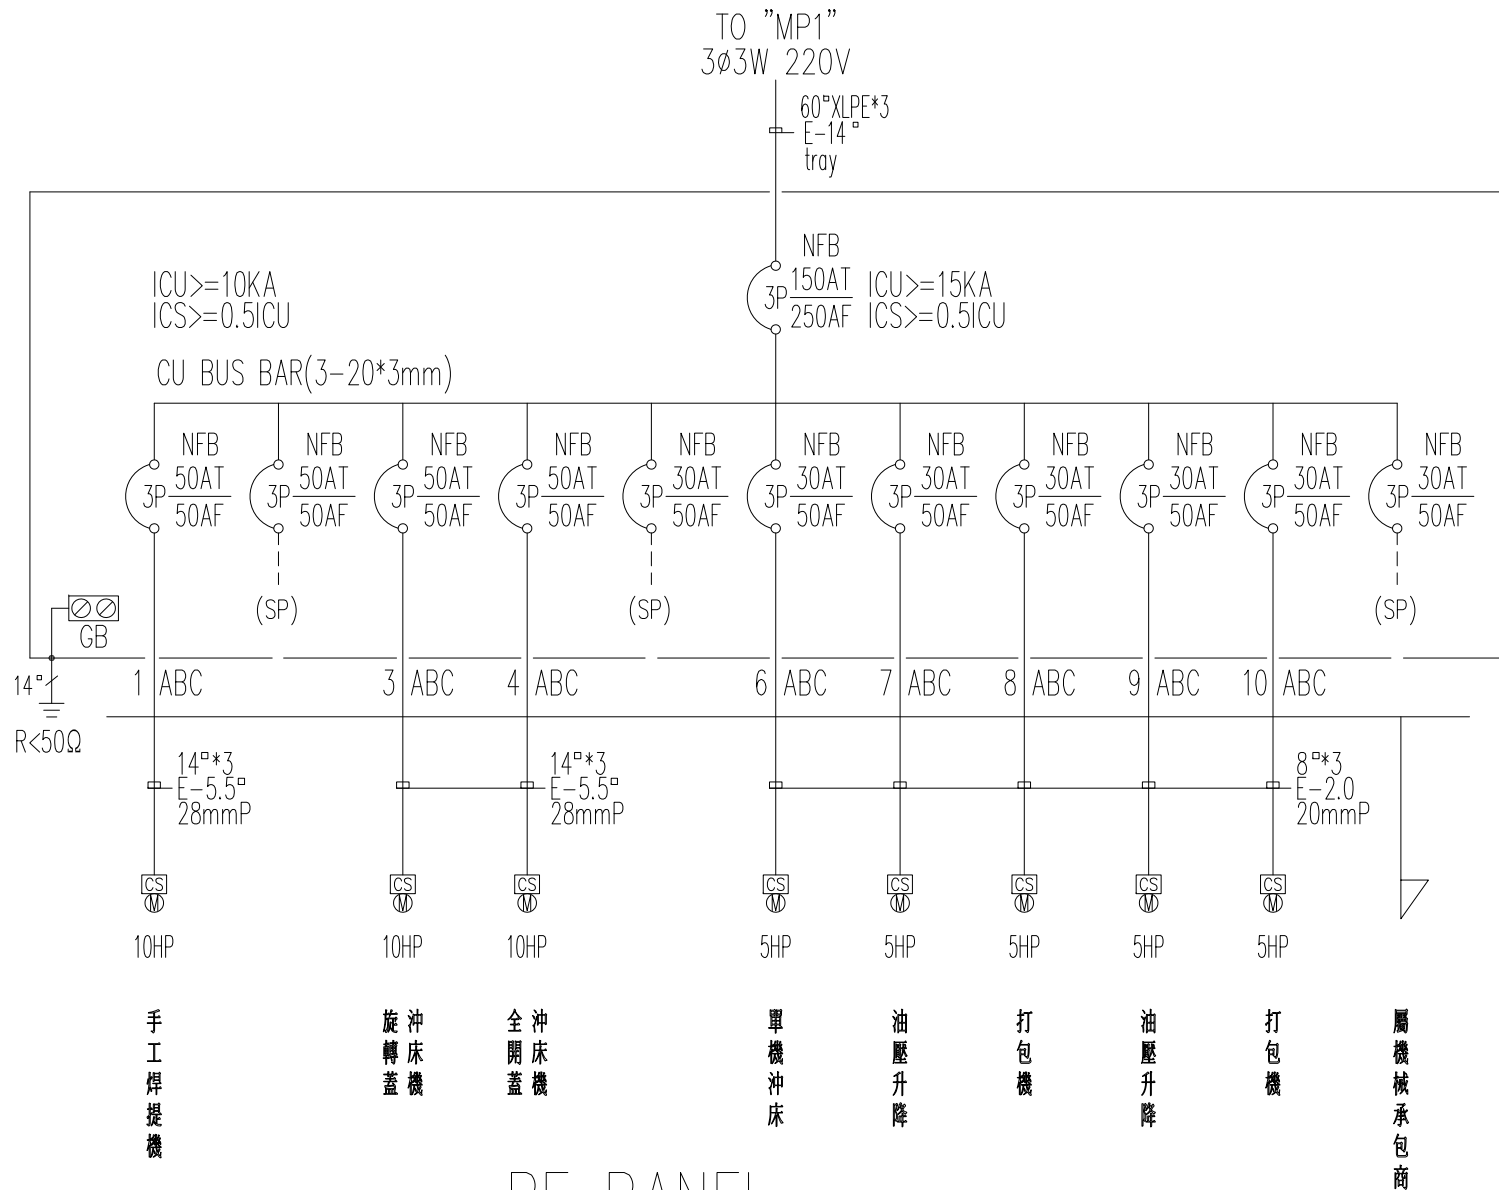 TO "MP1"
3ø3W 220V
60□XLPE*3
E-14□
tray
NFB
3P 150AT
250AF
ICU>=15KA
ICS>=0.5ICU
ICU>=10KA
ICS>=0.5ICU
CU BUS BAR(3-20*3mm)
NFB
3P 50AT
50AF
NFB
3P 50AT
50AF
(SP)
NFB
3P 50AT
50AF
NFB
3P 50AT
50AF
NFB
3P 30AT
50AF
(SP)
NFB
3P 30AT
50AF
NFB
3P 30AT
50AF
NFB
3P 30AT
50AF
NFB
3P 30AT
50AF
NFB
3P 30AT
50AF
NFB
3P 30AT
50AF
(SP)
GB
14□
R<50Ω
1 ABC
3 ABC
4 ABC
6 ABC
7 ABC
8 ABC
9 ABC
10 ABC
14□*3
E-5.5□
28mmP
14□*3
E-5.5□
28mmP
8□*3
E-2.0
20mmP
CS
M
10HP
CS
M
10HP
CS
M
10HP
CS
M
5HP
CS
M
5HP
CS
M
5HP
CS
M
5HP
CS
M
5HP
手工焊提機
沖床機
旋轉蓋
沖床機
全開蓋
單機沖床
油壓升降
打包機
油壓升降
打包機
屬機械承包商